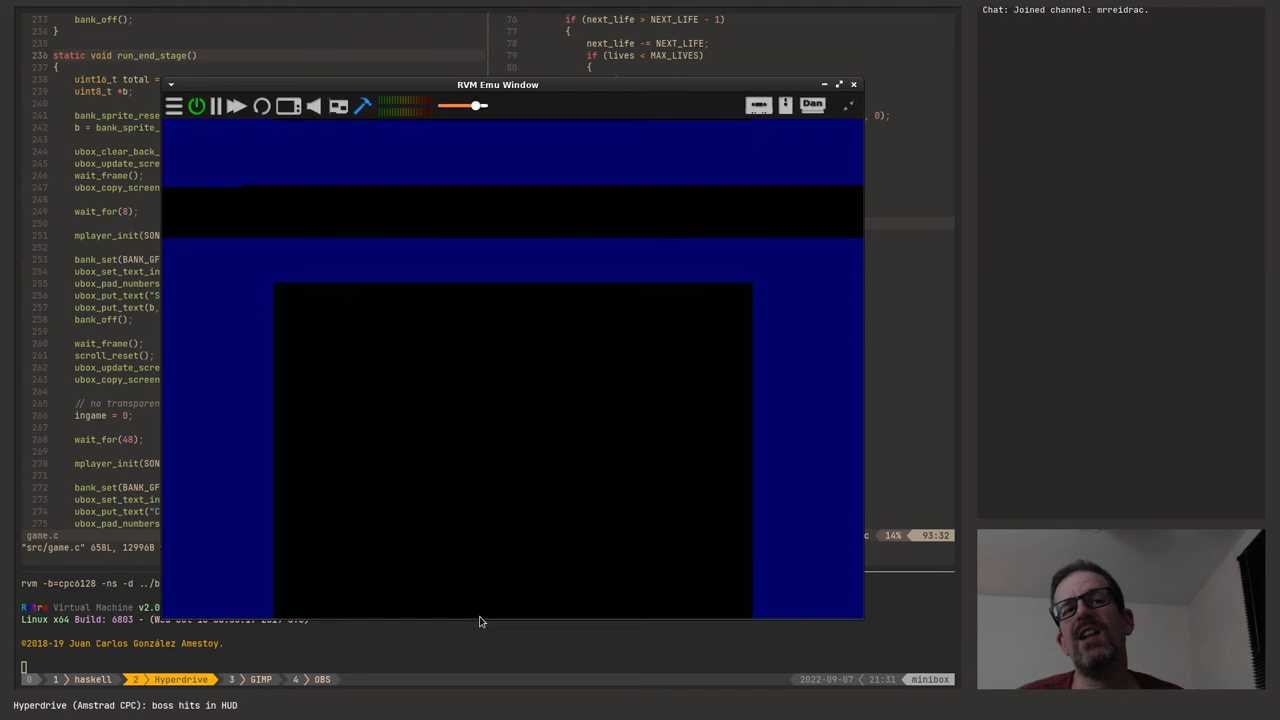 233 bank_off();
234 }
235
236 static void run_end_stage()
237 {
238 uint16_t total =
239 uint8_t *b;
240
241 bank_sprite_rese
242 b = bank_sprite_
243
244 ubox_clear_back_
245 ubox_update_scre
246 wait_frame();
247 ubox_copy_screen
248
249 wait_for(8);
250
251 mplayer_init(SON
252
253 bank_set(BANK_GF
254 ubox_set_text_in
255 ubox_pad_numbers
256 ubox_put_text("S
257 ubox_put_text(b,
258 bank_off();
259
260 wait_frame();
261 scroll_reset();
262 ubox_update_scre
263 ubox_copy_screen
264
265 // no transparen
266 ingame = 0;
267
268 wait_for(48);
269
270 mplayer_init(SON
271
272 bank_set(BANK_GF
273 ubox_set_text_in
274 ubox_put_text("C
275 ubox_pad_numbers
game.c
"src/game.c" 658L, 12996B
76 if (next_life > NEXT_LIFE - 1)
77 {
78 next_life -= NEXT_LIFE;
79 if (lives < MAX_LIVES)
80 {
, 0);
c 14% 93:32
RVM Emu Window
Dan
rvm -b=cpc6128 -ns -d ../b
Retro Virtual Machine v2.0
Linux x64 Build: 6803 -
©2018-19 Juan Carlos González Amestoy.
0 1 > haskell 2 > Hyperdrive 3 > GIMP 4 > OBS 2022-09-07 < 21:31 minibox
Hyperdrive (Amstrad CPC): boss hits in HUD
Chat: Joined channel: mrreidrac.